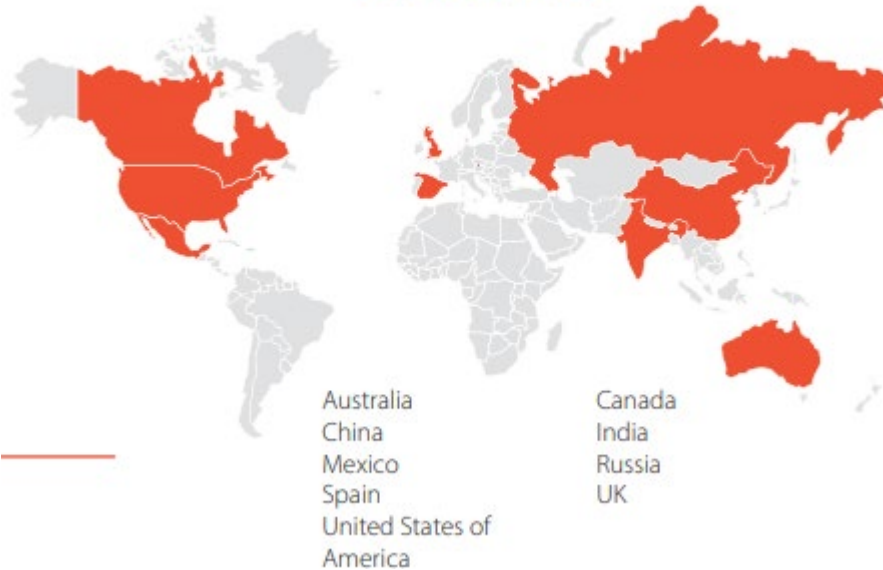 Australia
China
Mexico
Spain
United States of
America
Canada
India
Russia
UK